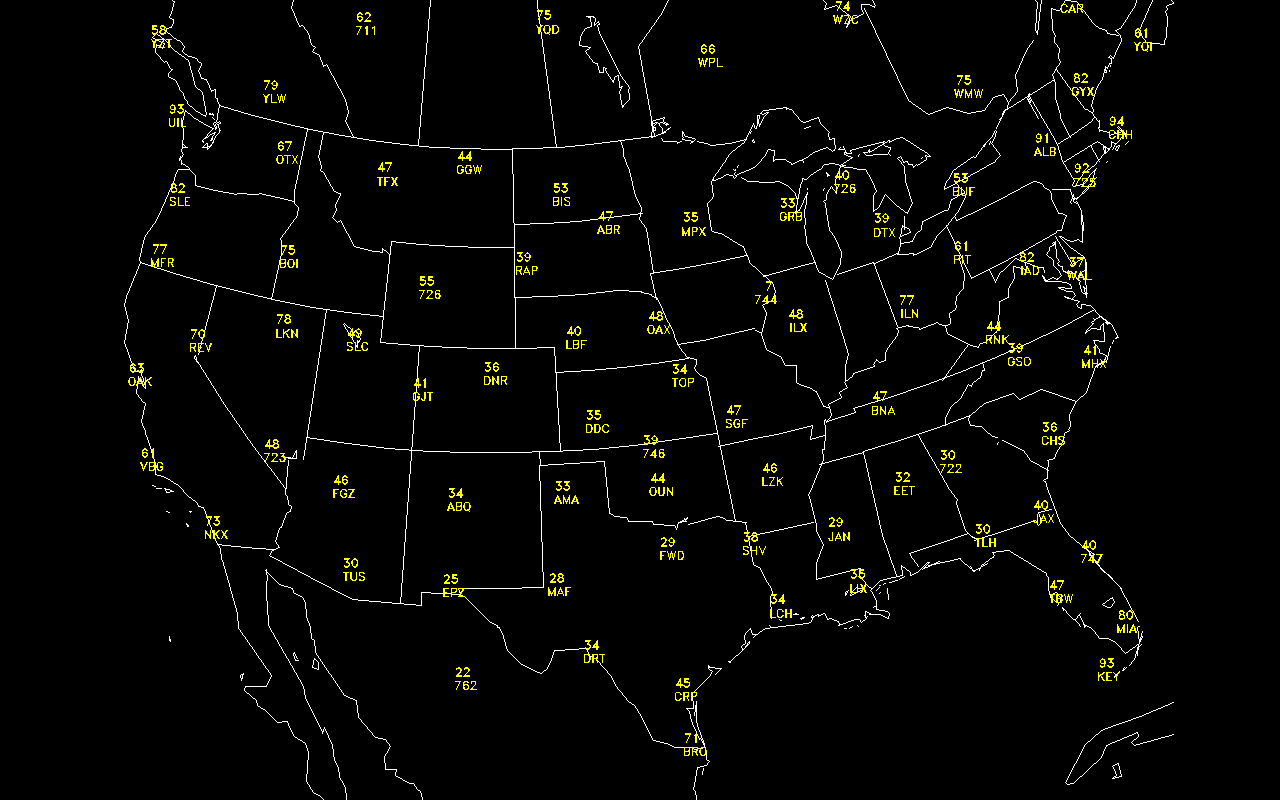 74
WZC
CAR
62
711
75
YQD
58
YZT
61
YQI
66
WPL
79
YLW
75
WMW
82
GYX
93
UIL
94
CHH
91
ALB
67
OTX
47
TFX
44
GGW
92
725
40
726
53
BUF
82
SLE
53
BIS
33
GRB
47
ABR
35
MPX
39
DTX
77
MFR
75
BOI
61
PIT
39
RAP
82
IAD
37
WAL
55
726
7
744
77
ILN
78
LKN
48
OAX
48
ILX
70
REV
49
SLC
40
LBF
44
RNK
39
GSO
41
MHX
63
OAK
36
DNR
34
TOP
41
GJT
47
BNA
35
DDC
47
SGF
36
CHS
48
723
39
746
61
VBG
30
722
46
LZK
46
FGZ
44
OUN
32
EET
34
ABQ
33
AMA
40
JAX
73
NKX
29
JAN
30
TLH
38
SHV
29
FWD
40
747
30
TUS
25
EPZ
28
MAF
35
LIX
47
TBW
34
LCH
80
MIA
34
DRT
22
762
93
KEY
45
CRP
71
BRO